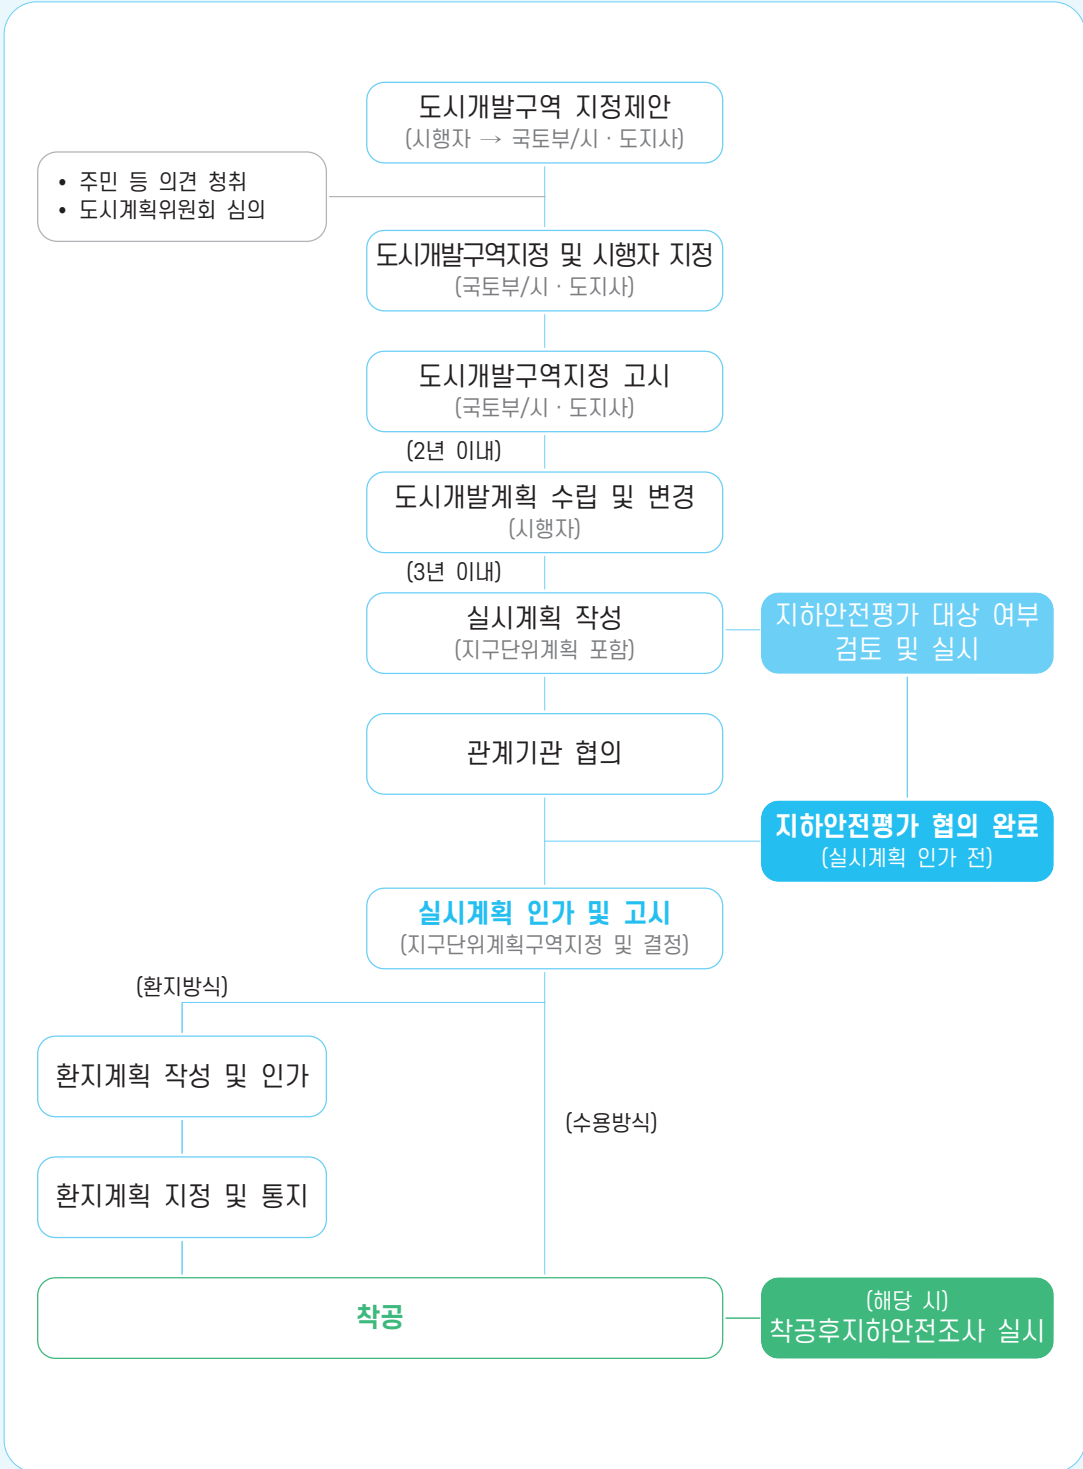 도시개발구역 지정제안
(시행자 → 국토부/시 · 도지사)
• 주민 등 의견 청취
• 도시계획위원회 심의
도시개발구역지정 및 시행자 지정
(국토부/시 · 도지사)
도시개발구역지정 고시
(국토부/시 · 도지사)
(2년 이내)
도시개발계획 수립 및 변경
(시행자)
(3년 이내)
실시계획 작성
(지구단위계획 포함)
지하안전평가 대상 여부
검토 및 실시
관계기관 협의
지하안전평가 협의 완료
(실시계획 인가 전)
실시계획 인가 및 고시
(지구단위계획구역지정 및 결정)
(환지방식)
환지계획 작성 및 인가
(수용방식)
환지계획 지정 및 통지
착공
(해당 시)
착공후지하안전조사 실시